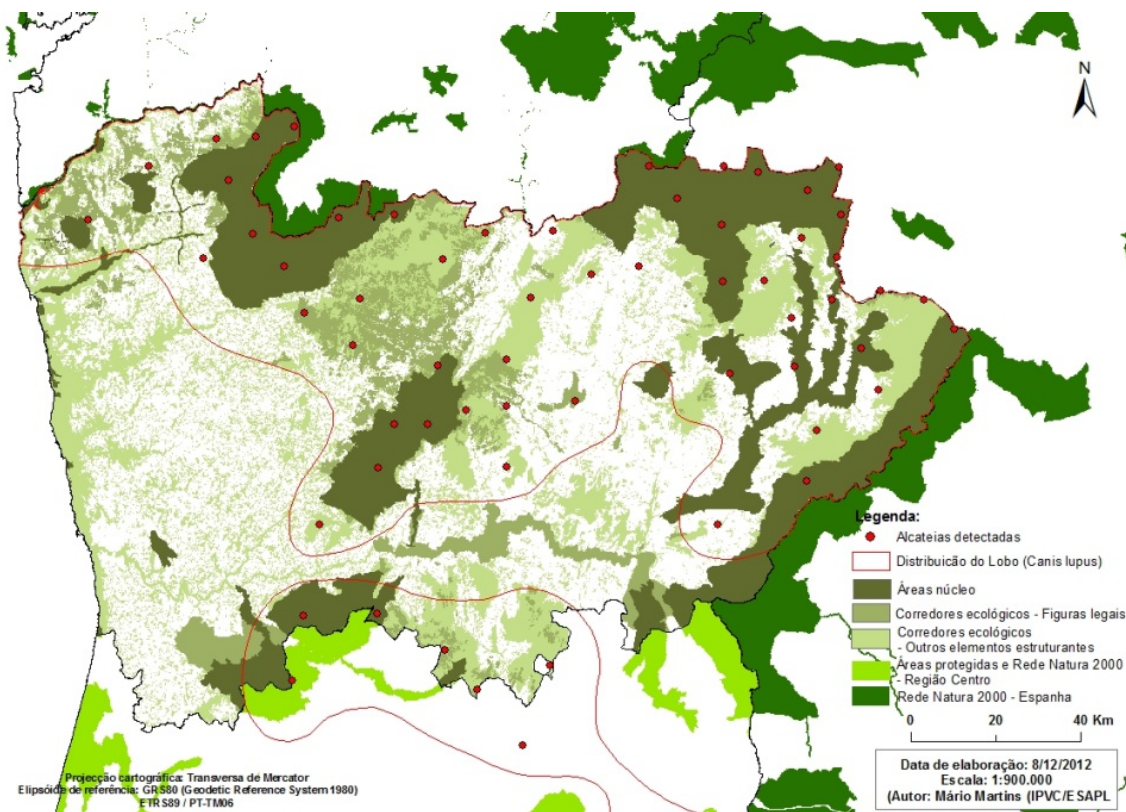 N
Legenda:
Alcateias detectadas
Distribuição do Lobo (Canis lupus)
Áreas núcleo
Corredores ecológicos - Figuras legais
Corredores ecológicos
- Outros elementos estruturantes
Áreas protegidas e Rede Natura 2000
- Região Centro
Rede Natura 2000 - Espanha
0 20 40 Km
Data de elaboração: 8/12/2012
Escala: 1:900.000
(Autor: Mário Martins (IPVC/ESAPL
Projecção cartográfica: Transversa de Mercator
Elipsóide de referência: GRS80 (Geodetic Reference System 1980)
ETRS89 / PT-TM06